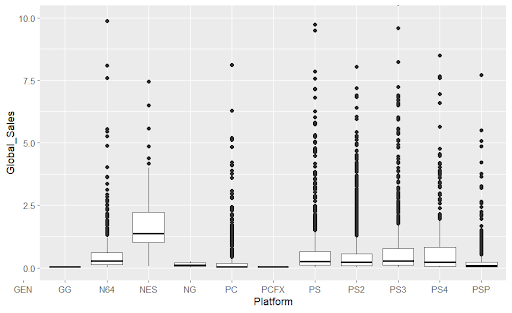 10.0
7.5
5.0
2.5
0.0
Global_Sales
GEN GG N64 NES NG PC PCFX PS PS2 PS3 PS4 PSP
Platform